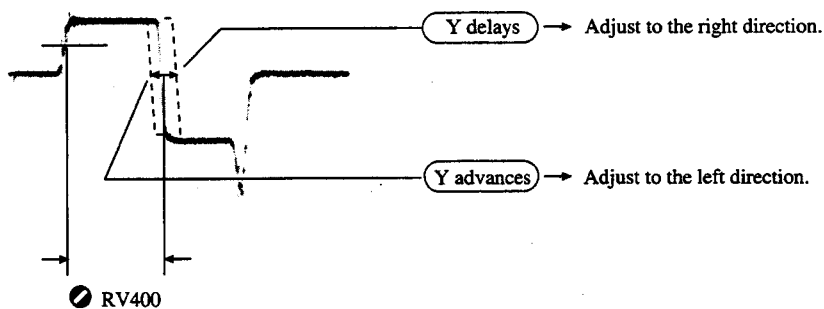 Y delays → Adjust to the right direction.
Y advances → Adjust to the left direction.
RV400